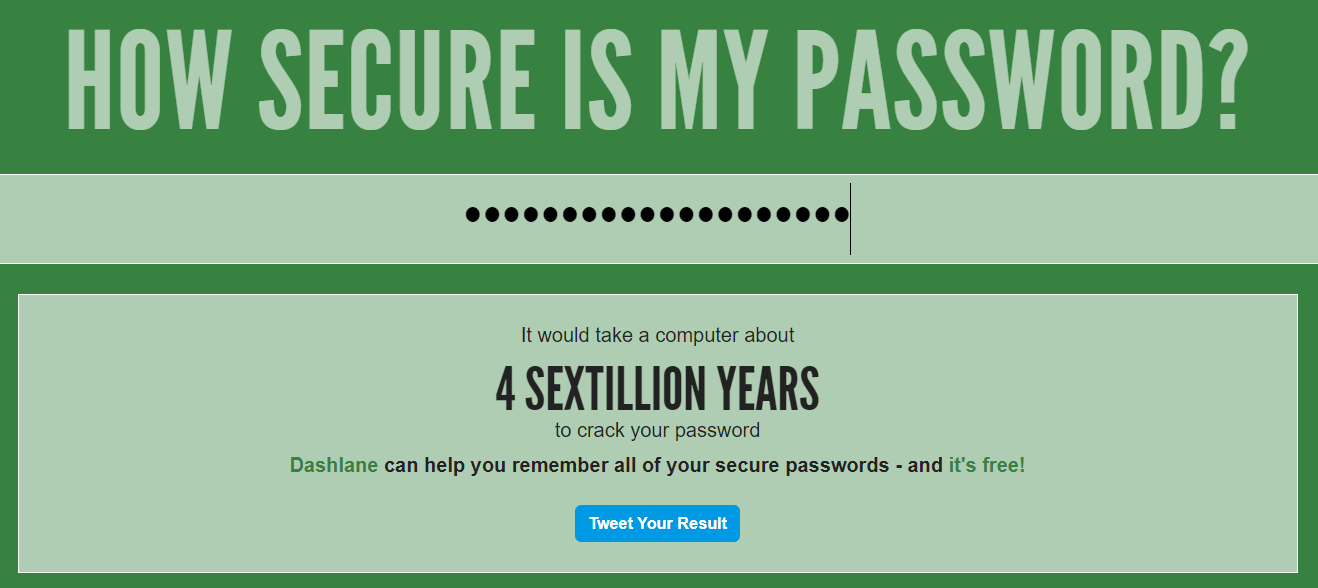 HOW SECURE IS MY PASSWORD?
••••••••••••••••••••
It would take a computer about
4 SEXTILLION YEARS
to crack your password
Dashlane can help you remember all of your secure passwords - and it's free!
Tweet Your Result